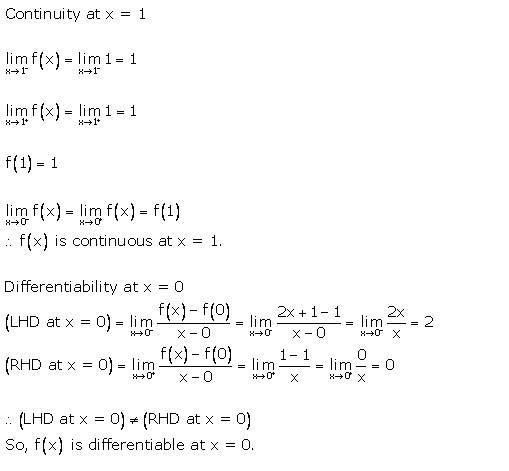 Continuity at x = 1
lim x→1⁻ f(x) = lim x→1⁻ 1 = 1
lim x→1⁺ f(x) = lim x→1⁺ 1 = 1
f(1) = 1
lim x→0⁻ f(x) = lim x→0⁺ f(x) = f(1)
∴ f(x) is continuous at x = 1.
Differentiability at x = 0
(LHD at x = 0) = lim x→0⁻ (f(x) − f(0))/(x − 0) = lim x→0⁻ (2x + 1 − 1)/(x − 0) = lim x→0⁻ 2x/x = 2
(RHD at x = 0) = lim x→0⁺ (f(x) − f(0))/(x − 0) = lim x→0⁺ (1 − 1)/x = lim x→0⁺ 0/x = 0
∴ (LHD at x = 0) ≠ (RHD at x = 0)
So, f(x) is differentiable at x = 0.